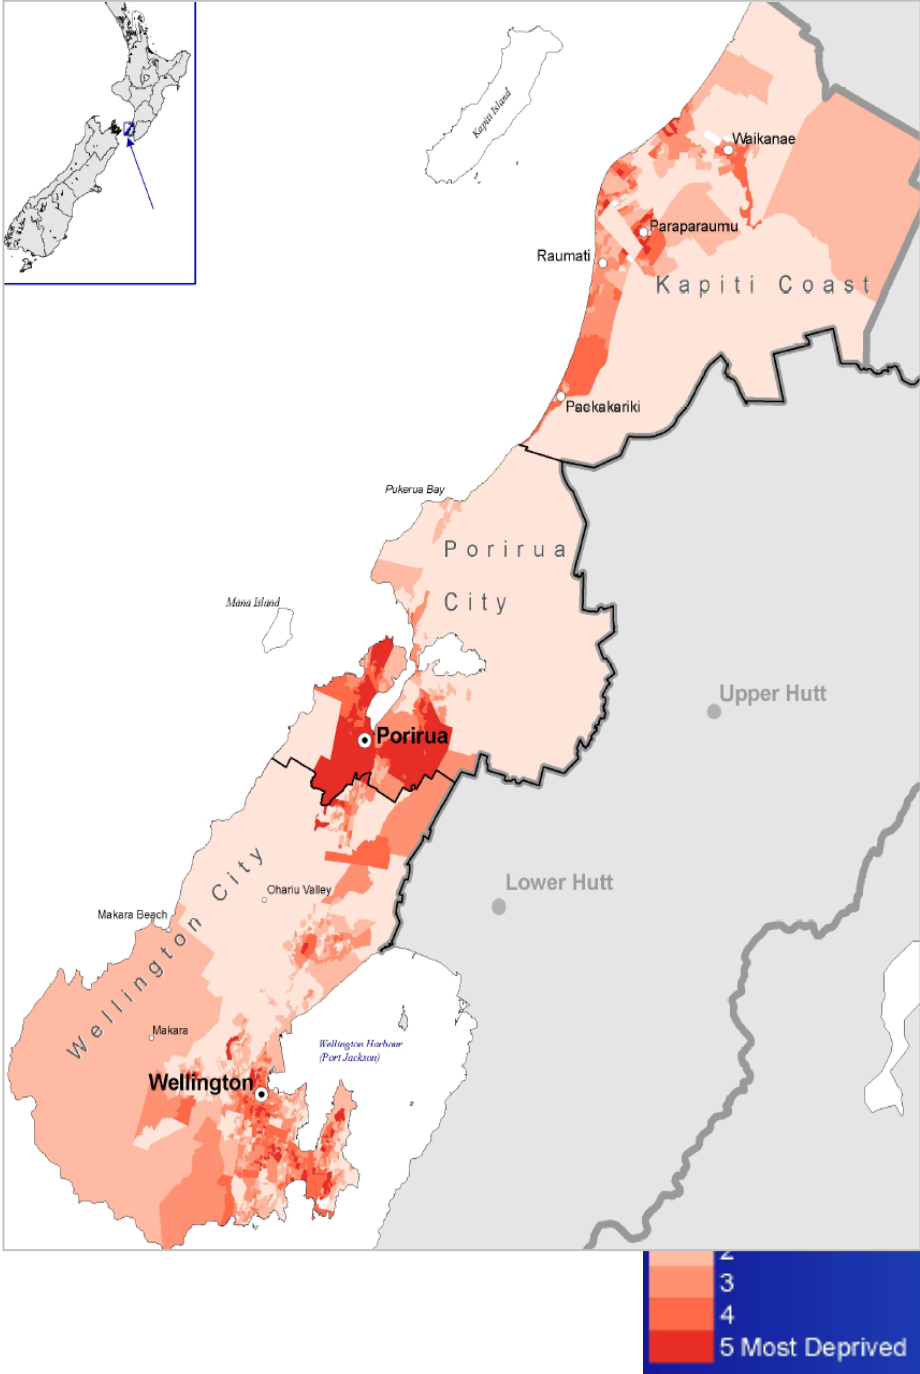 Kapiti Island
Waikanae
Paraparaumu
Raumati
Kapiti Coast
Paekakariki
Pukerua Bay
Porirua
City
Mana Island
Upper Hutt
Porirua
Lower Hutt
Ohariu Valley
Makara Beach
Wellington City
Makara
Wellington Harbour
(Port Jackson)
Wellington
2
3
4
5 Most Deprived